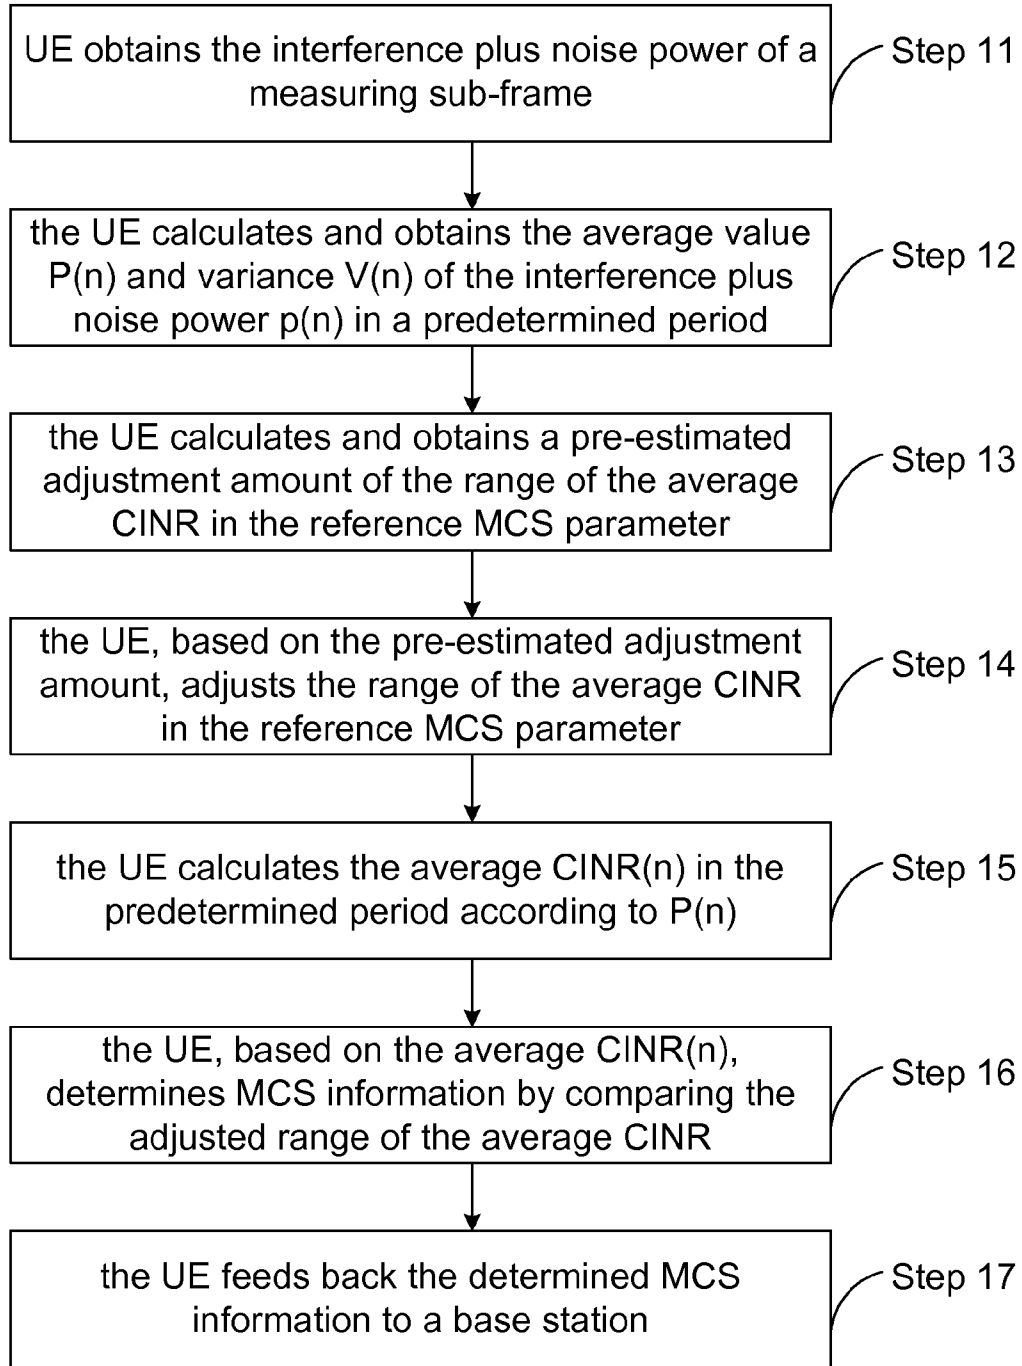 UE obtains the interference plus noise power of a
measuring sub-frame
Step 11
the UE calculates and obtains the average value
P(n) and variance V(n) of the interference plus
noise power p(n) in a predetermined period
Step 12
the UE calculates and obtains a pre-estimated
adjustment amount of the range of the average
CINR in the reference MCS parameter
Step 13
the UE, based on the pre-estimated adjustment
amount, adjusts the range of the average CINR
in the reference MCS parameter
Step 14
the UE calculates the average CINR(n) in the
predetermined period according to P(n)
Step 15
the UE, based on the average CINR(n),
determines MCS information by comparing the
adjusted range of the average CINR
Step 16
the UE feeds back the determined MCS
information to a base station
Step 17